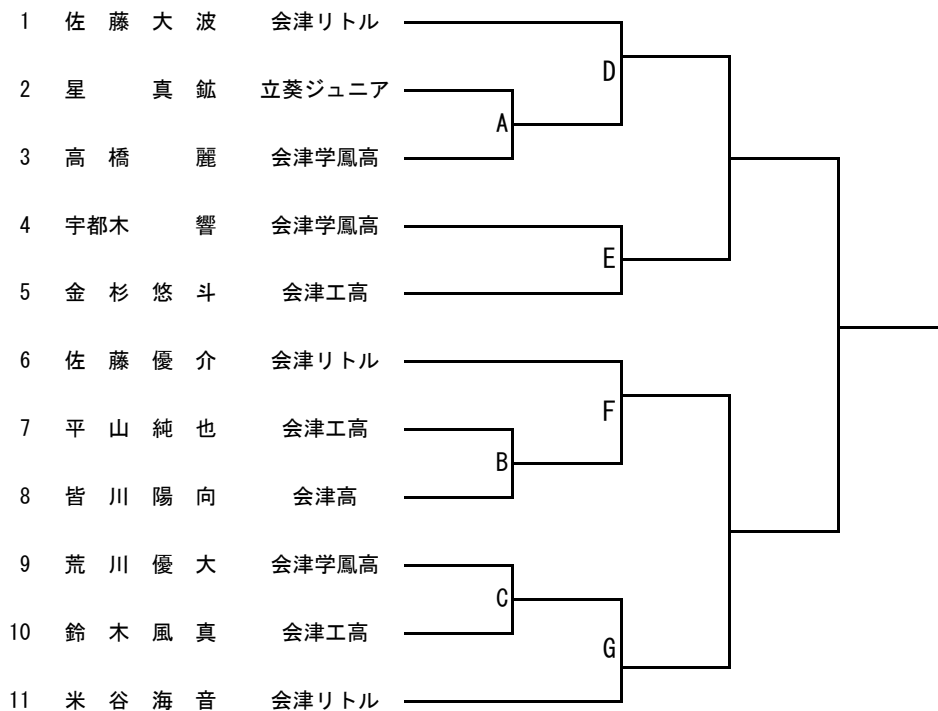 1 佐藤大波 会津リトル
D
2 星 真鉱 立葵ジュニア
A
3 高橋 麗 会津学鳳高
4 宇都木 響 会津学鳳高
E
5 金杉悠斗 会津工高
6 佐藤優介 会津リトル
F
7 平山純也 会津工高
B
8 皆川陽向 会津高
9 荒川優大 会津学鳳高
C
10 鈴木風真 会津工高
G
11 米谷海音 会津リトル